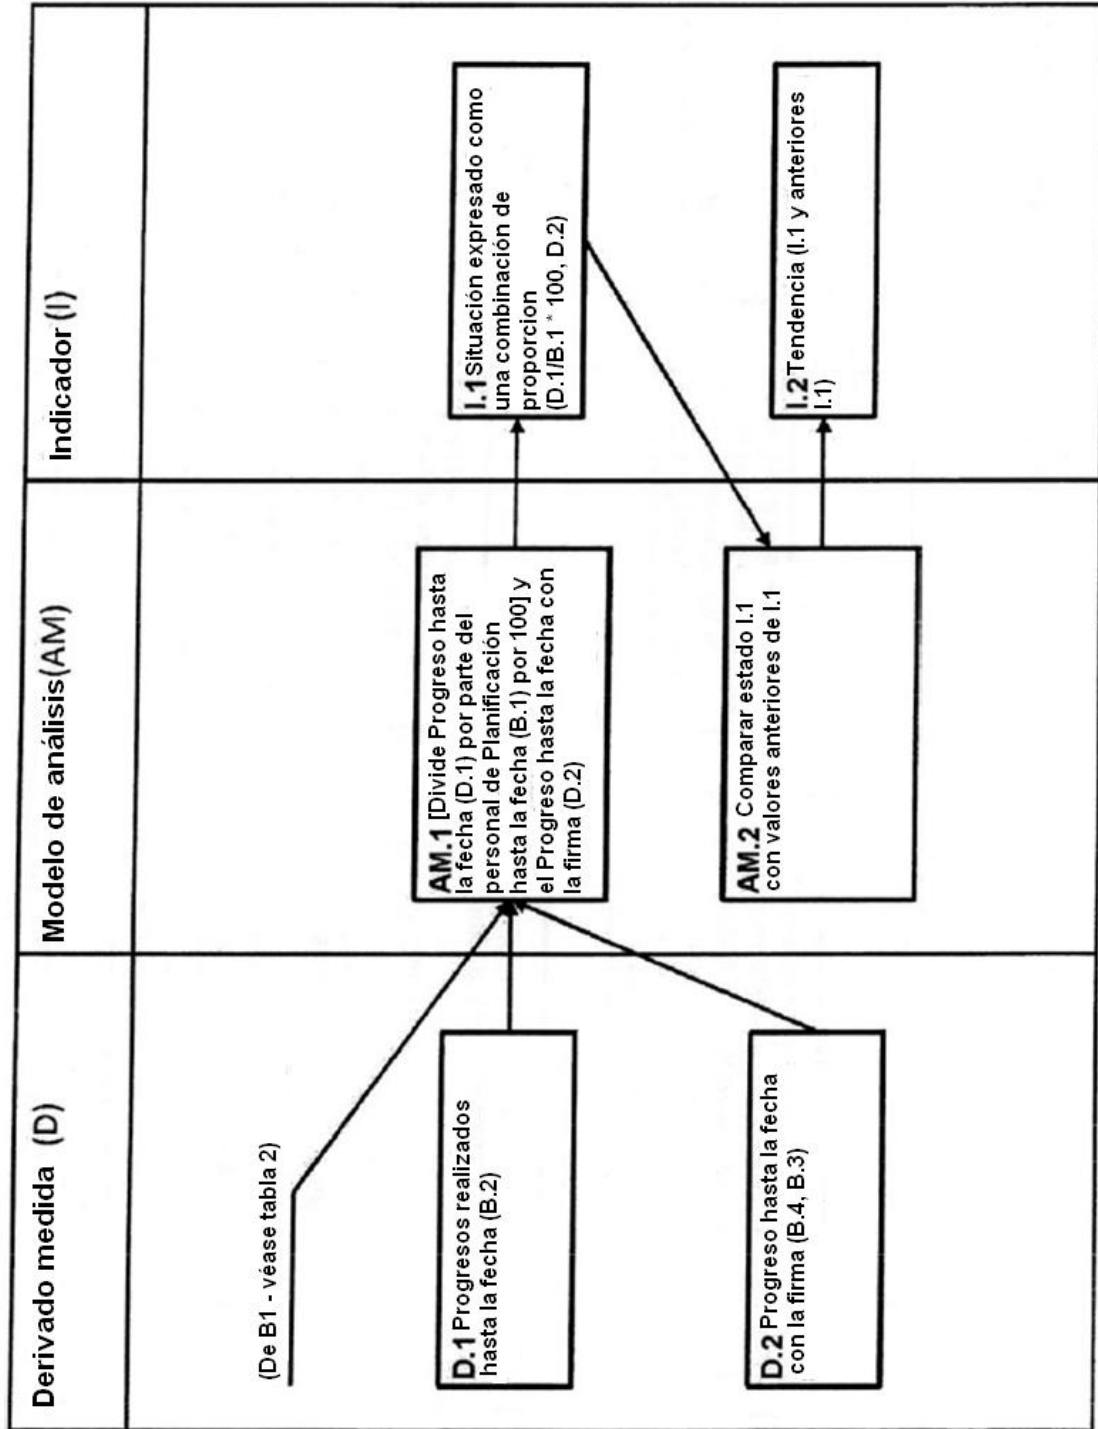 Derivado medida (D)
Modelo de análisis(AM)
Indicador (I)
(De B1 - véase tabla 2)
D.1 Progresos realizados
hasta la fecha (B.2)
D.2 Progreso hasta la fecha
con la firma (B.4, B.3)
AM.1 [Divide Progreso hasta
la fecha (D.1) por parte del
personal de Planificación
hasta la fecha (B.1) por 100] y
el Progreso hasta la fecha con
la firma (D.2)
AM.2 Comparar estado I.1
con valores anteriores de I.1
I.1 Situación expresado como
una combinación de
proporcion
(D.1/B.1 * 100, D.2)
I.2 Tendencia (I.1 y anteriores
I.1)